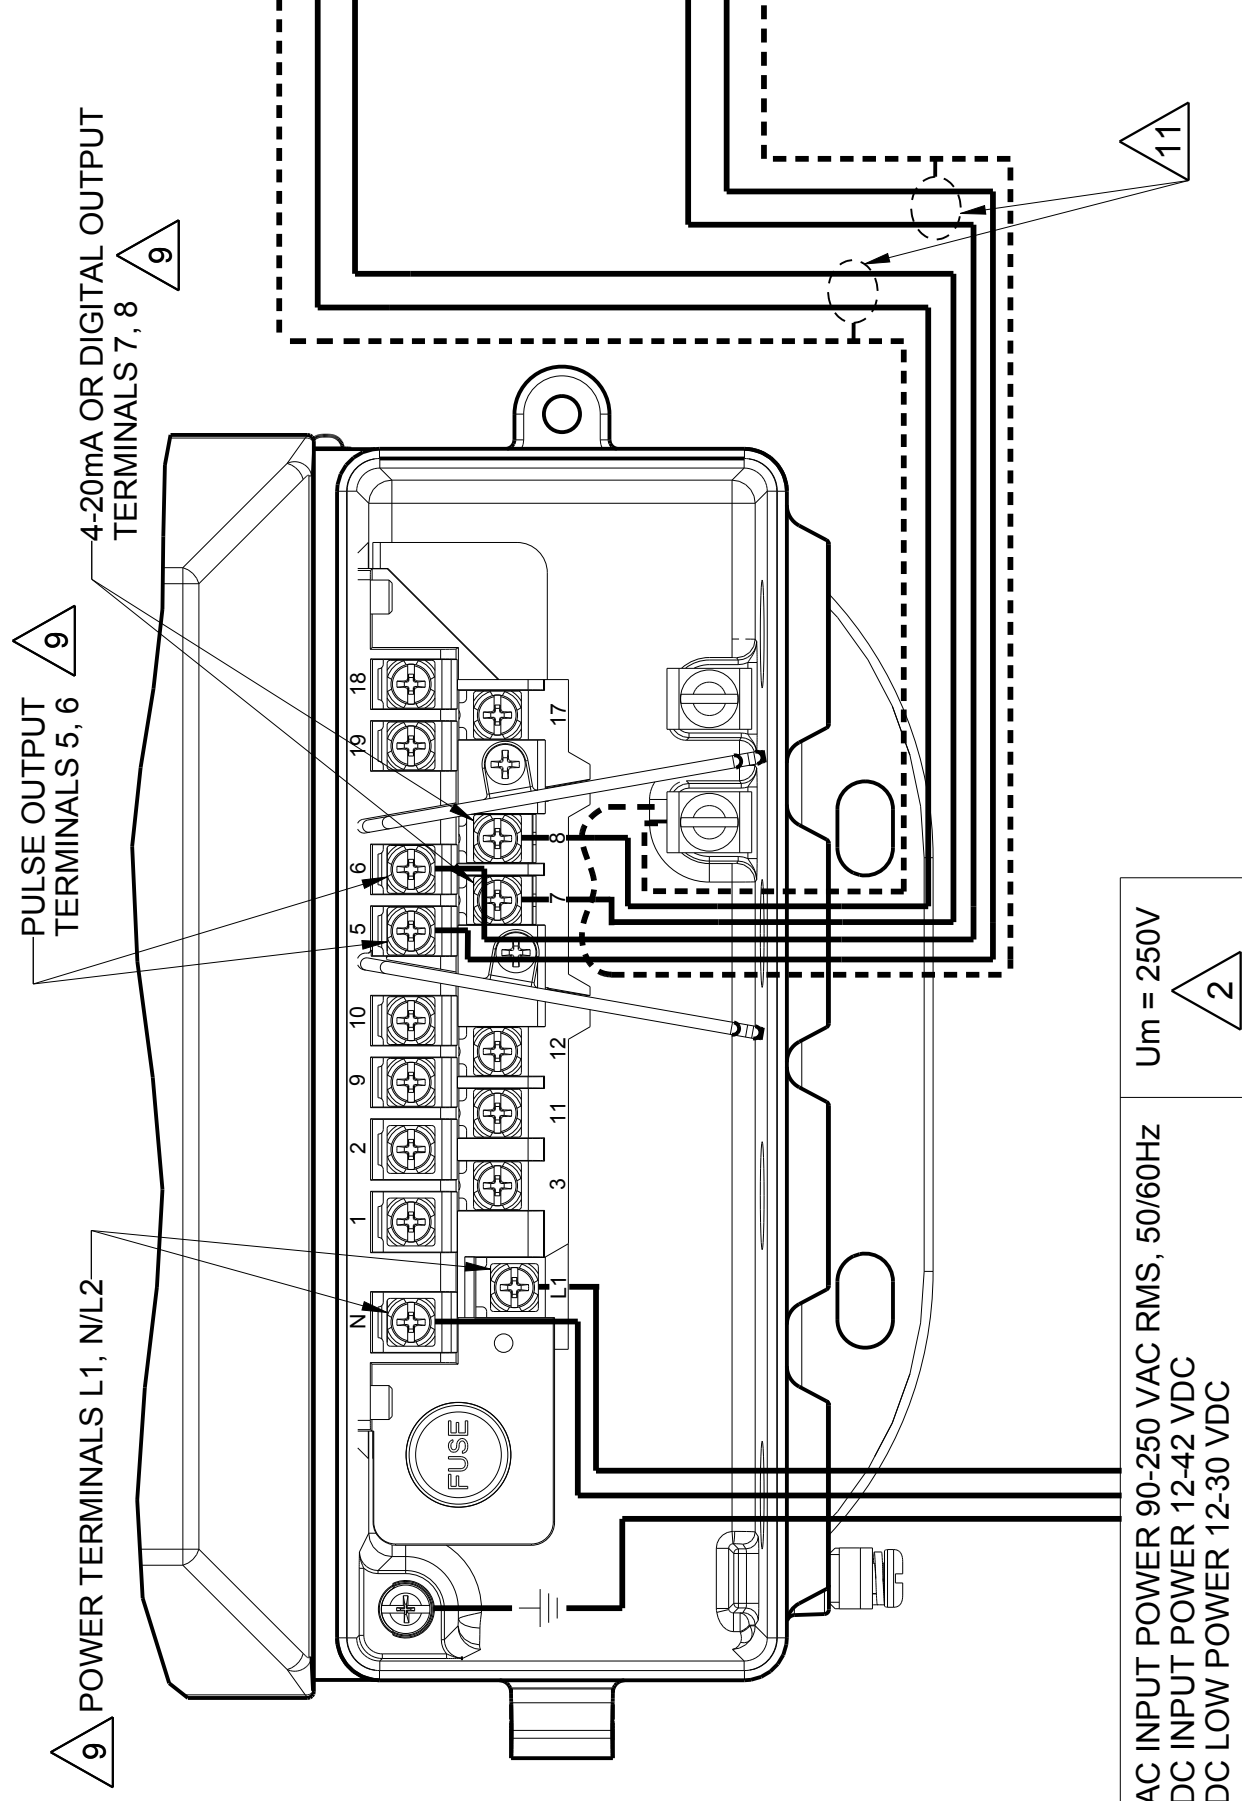 PULSE OUTPUT
TERMINALS 5, 6
9
4-20mA OR DIGITAL OUTPUT
TERMINALS 7, 8
9
9
POWER TERMINALS L1, N/L2
N
1
2
9
10
5
6
19
18
L1
3
11
12
7
8
17
FUSE
11
AC INPUT POWER 90-250 VAC RMS, 50/60Hz
DC INPUT POWER 12-42 VDC
DC LOW POWER 12-30 VDC
Um = 250V
2